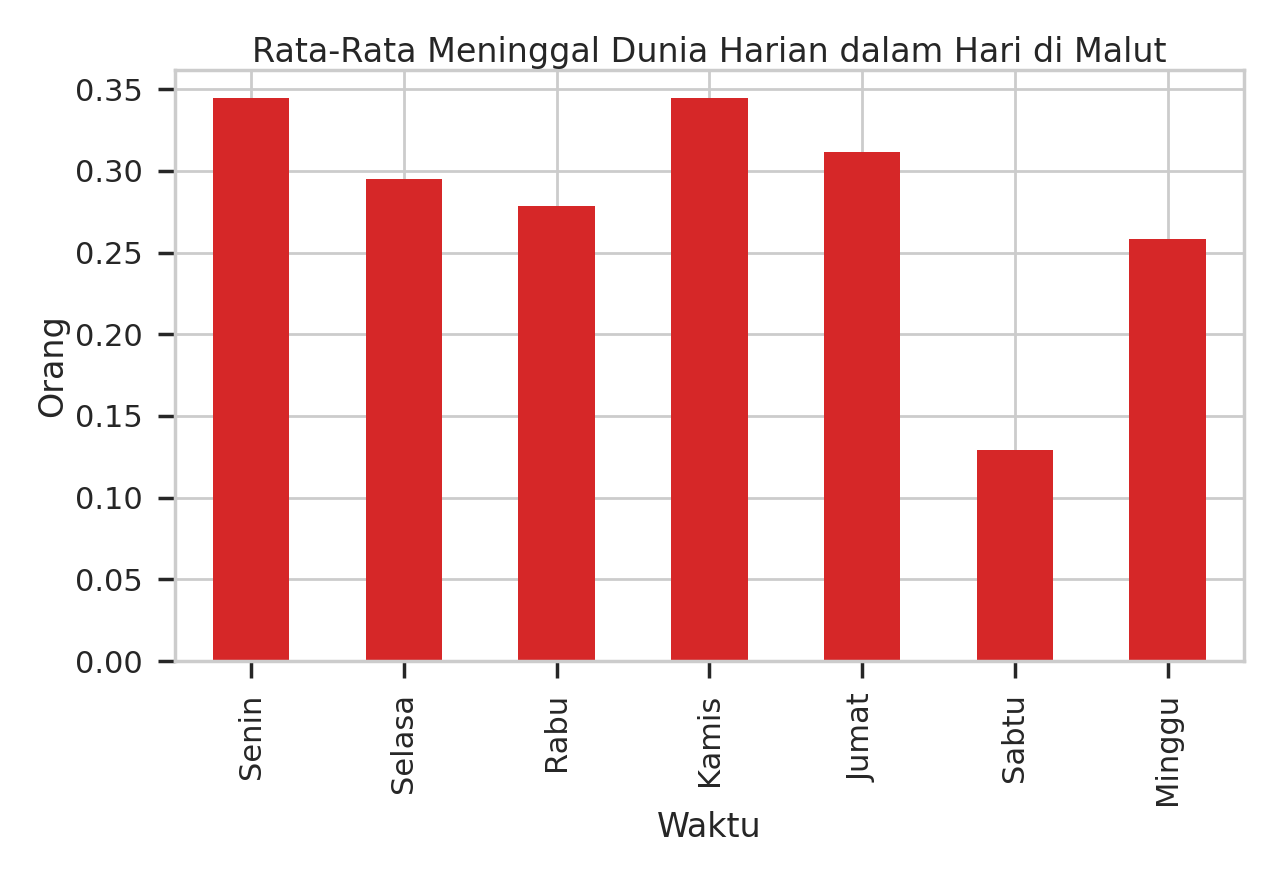 Rata-Rata Meninggal Dunia Harian dalam Hari di Malut
Orang
0.35
0.30
0.25
0.20
0.15
0.10
0.05
0.00
Senin
Selasa
Rabu
Kamis
Jumat
Sabtu
Minggu
Waktu